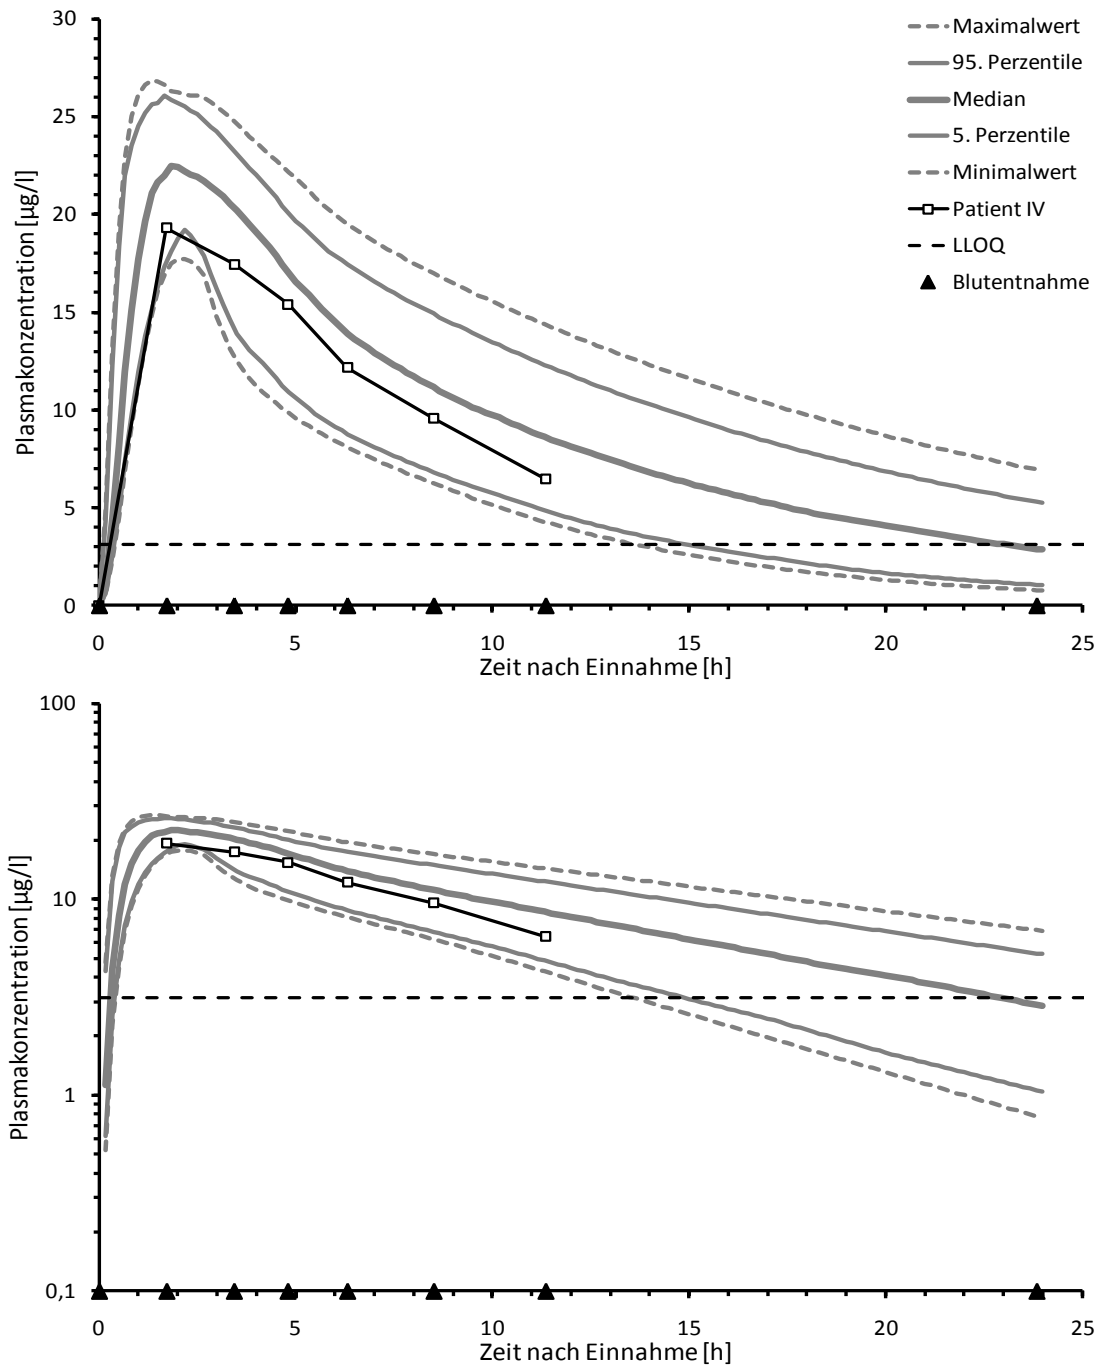 30
25
20
15
10
5
0
Plasmakonzentration [µg/l]
0 5 10 15 20 25
Zeit nach Einnahme [h]
Maximalwert
95. Perzentile
Median
5. Perzentile
Minimalwert
Patient IV
LLOQ
Blutentnahme
100
10
1
0,1
Plasmakonzentration [µg/l]
0 5 10 15 20 25
Zeit nach Einnahme [h]